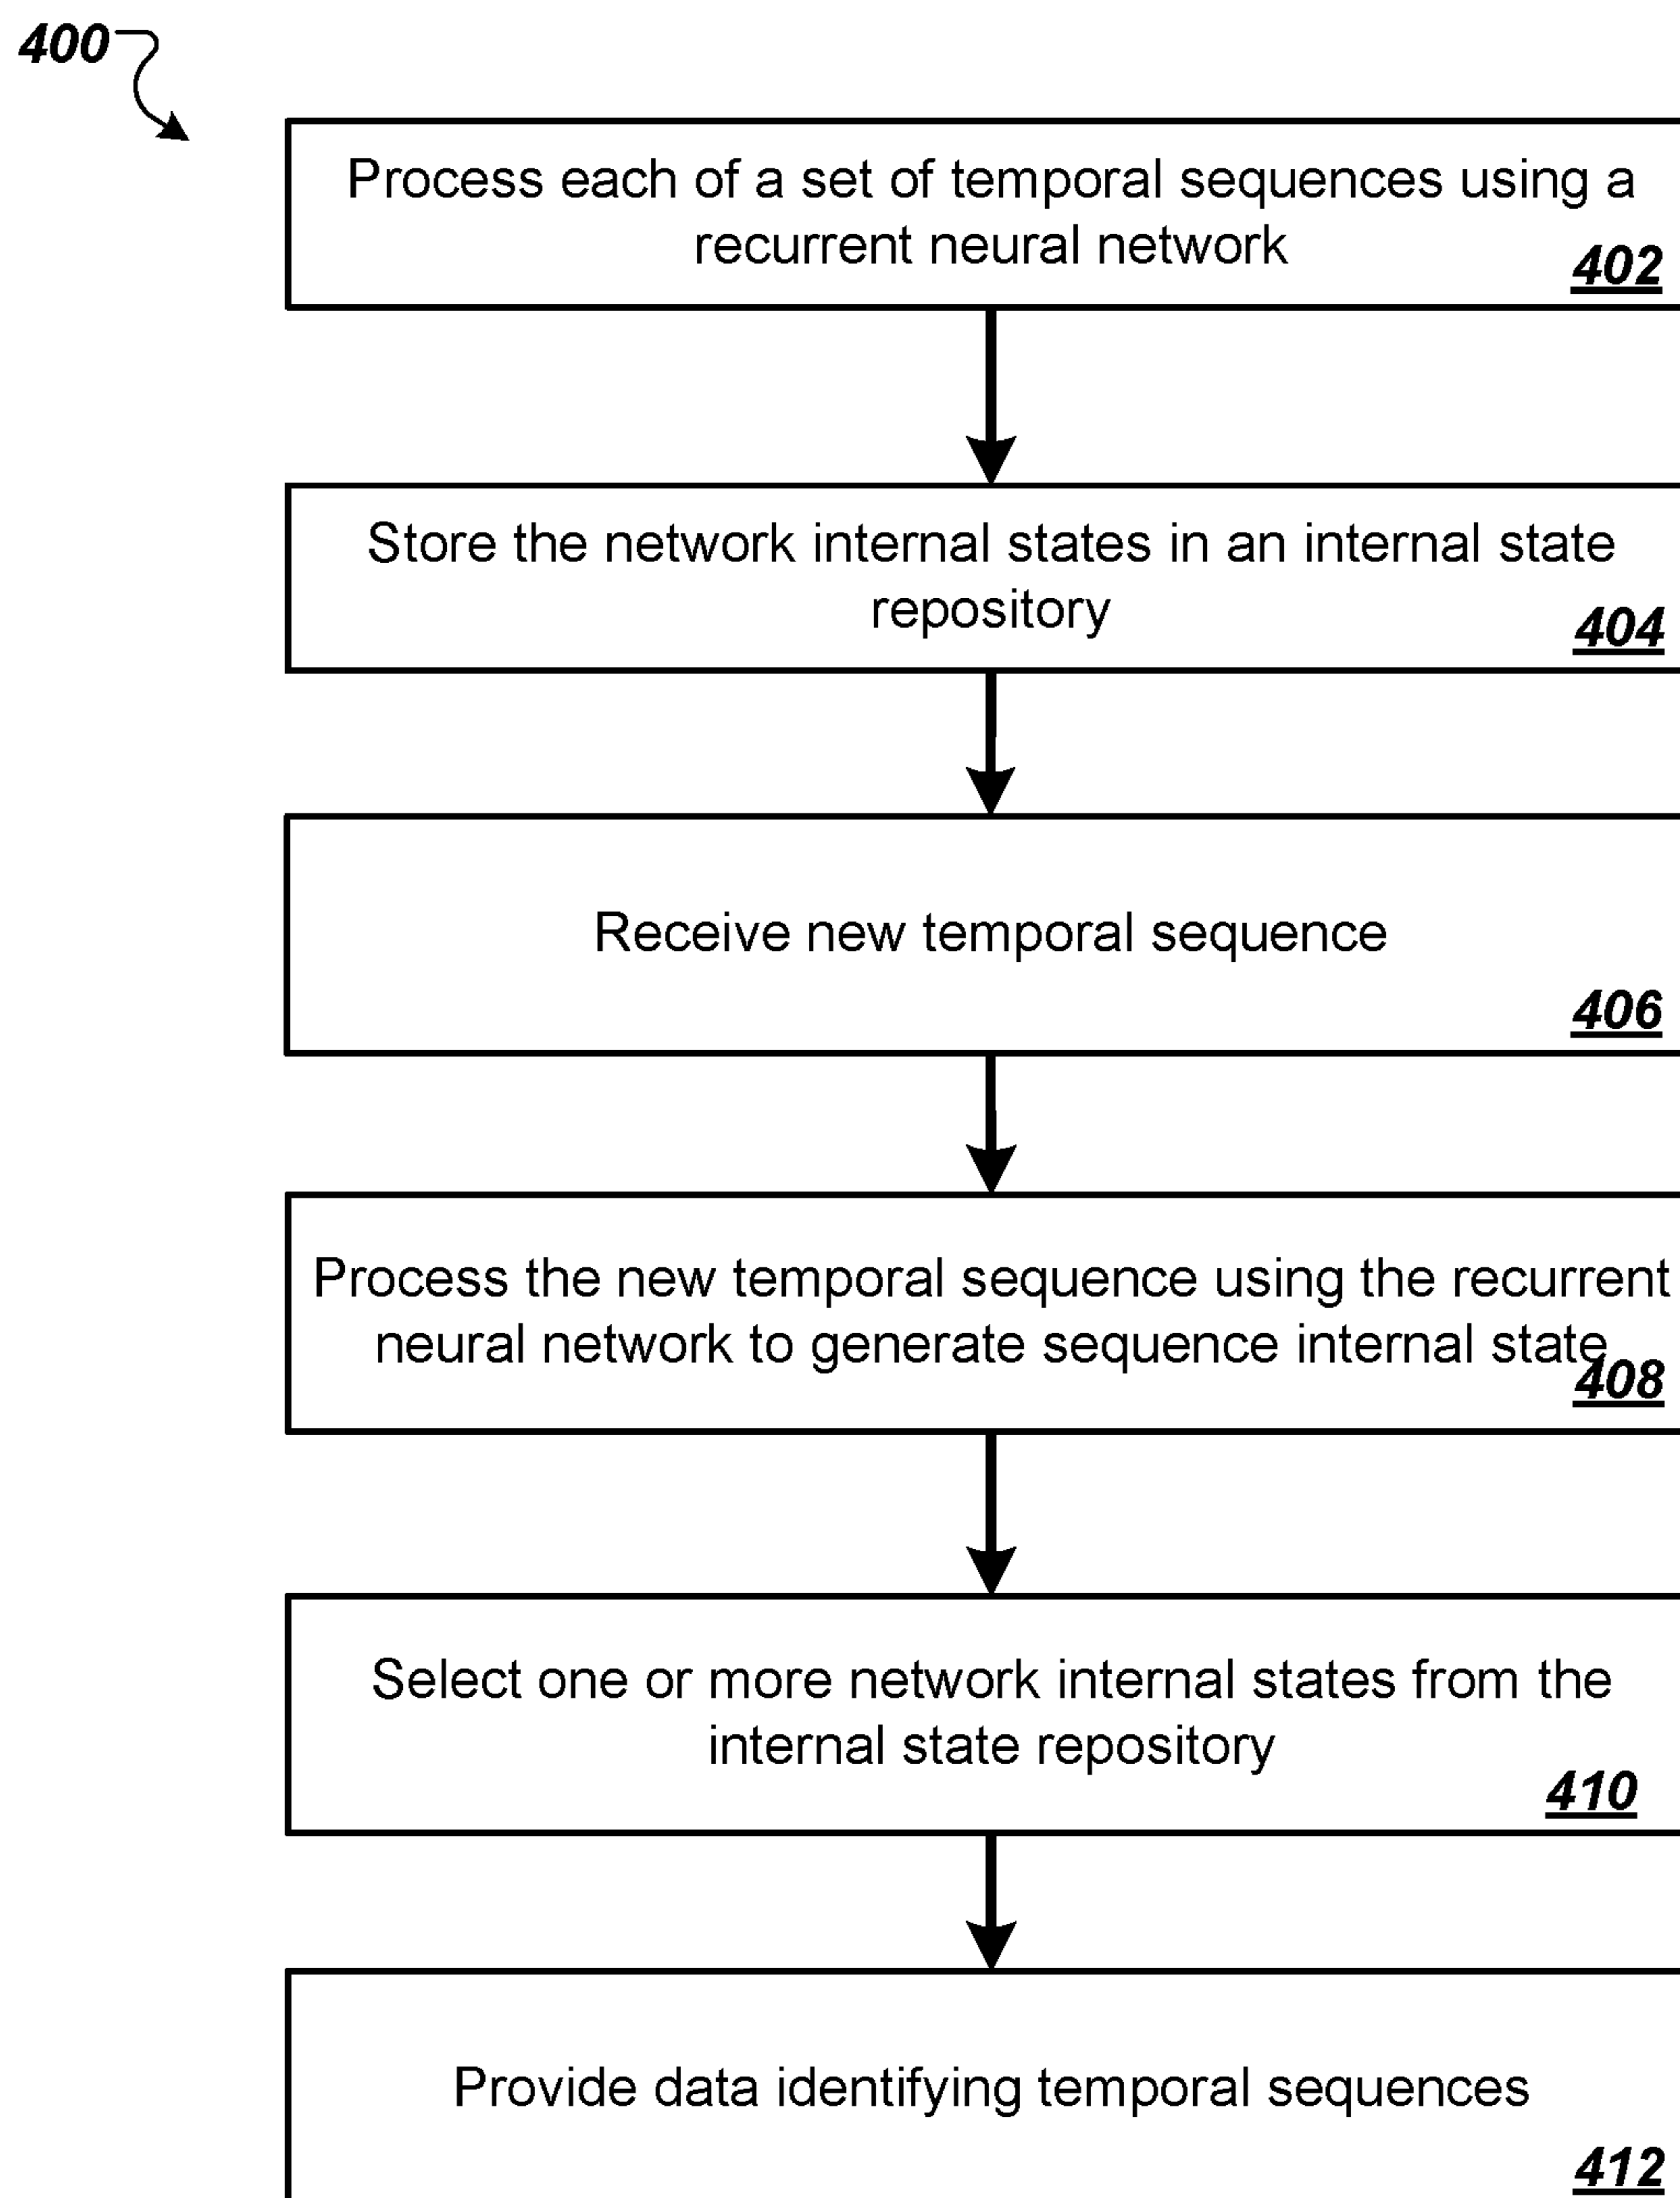 400
Process each of a set of temporal sequences using a
recurrent neural network
402
Store the network internal states in an internal state
repository
404
Receive new temporal sequence
406
Process the new temporal sequence using the recurrent
neural network to generate sequence internal state
408
Select one or more network internal states from the
internal state repository
410
Provide data identifying temporal sequences
412